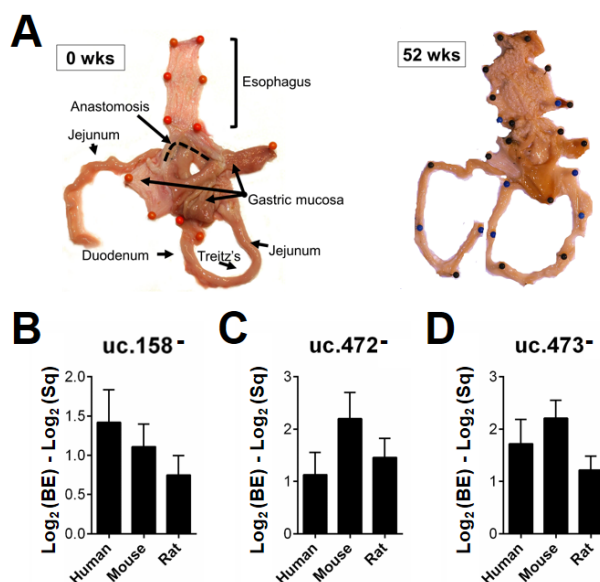 A
0 wks
52 wks
Esophagus
Anastomosis
Jejunum
Gastric mucosa
Duodenum
Treitz's
Jejunum
B
uc.158-
Log2 (BE) - Log2 (Sq)
2.0
1.5
1.0
0.5
0.0
Human
Mouse
Rat
C
uc.472-
Log2 (BE) - Log2 (Sq)
3
2
1
0
Human
Mouse
Rat
D
uc.473-
Log2 (BE) - Log2 (Sq)
3
2
1
0
Human
Mouse
Rat